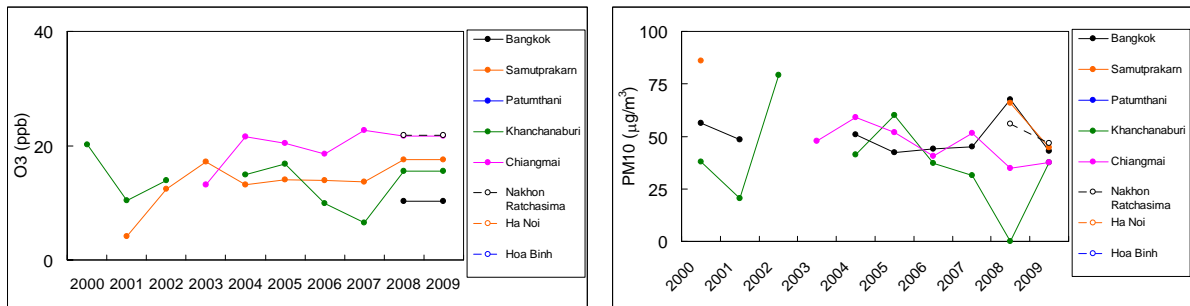 40
20
0
O3 (ppb)
2000 2001 2002 2003 2004 2005 2006 2007 2008 2009
Bangkok
Samutprakarn
Patumthani
Khanchanaburi
Chiangmai
Nakhon
Ratchasima
Ha Noi
Hoa Binh
100
75
50
25
0
PM10 (μg/m³)
2000 2001 2002 2003 2004 2005 2006 2007 2008 2009
Bangkok
Samutprakarn
Patumthani
Khanchanaburi
Chiangmai
Nakhon
Ratchasima
Ha Noi
Hoa Binh